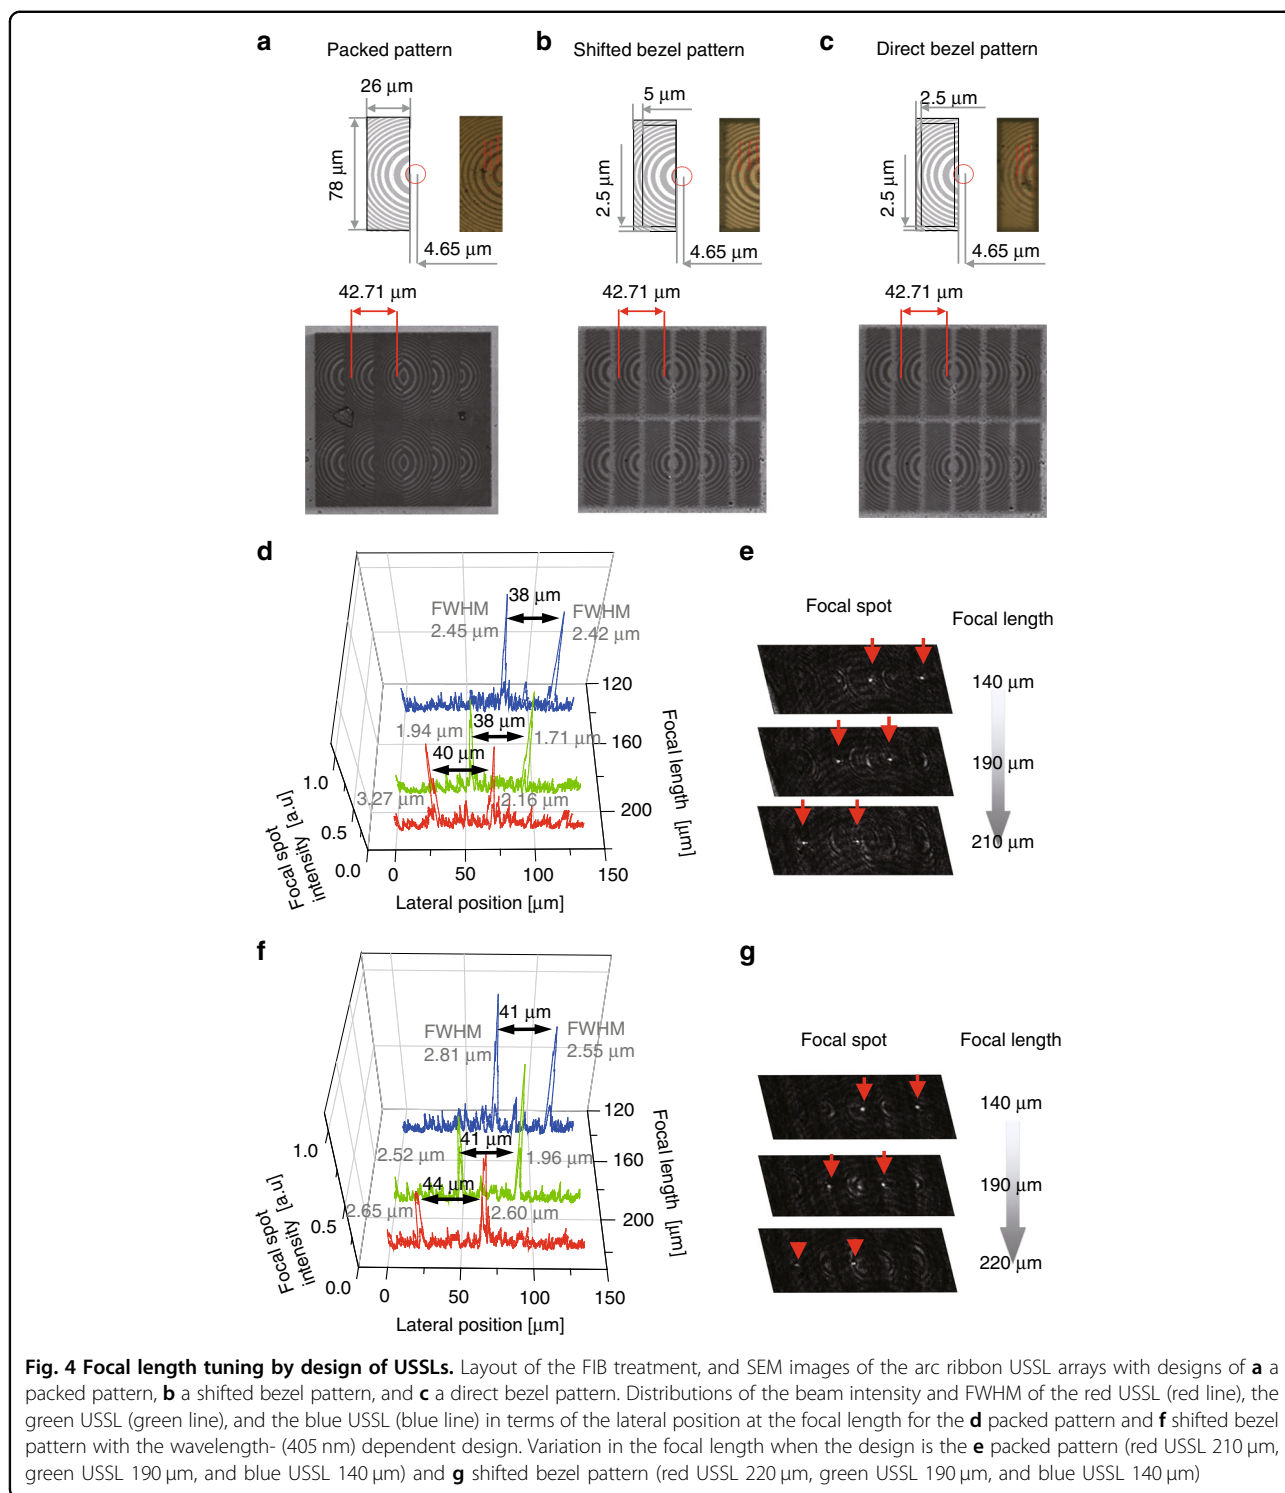 a
Packed pattern
26 μm
78 μm
4.65 μm
42.71 μm
b
Shifted bezel pattern
5 μm
2.5 μm
4.65 μm
42.71 μm
c
Direct bezel pattern
2.5 μm
2.5 μm
4.65 μm
42.71 μm
d
38 μm
FWHM
2.45 μm
FWHM
2.42 μm
38 μm
1.94 μm
1.71 μm
40 μm
3.27 μm
2.16 μm
120
160
200
Focal length [μm]
1.0
0.5
0.0
Focal spot
intensity [a.u]
0
50
100
150
Lateral position [μm]
e
Focal spot
Focal length
140 μm
190 μm
210 μm
f
41 μm
FWHM
2.81 μm
FWHM
2.55 μm
41 μm
2.52 μm
1.96 μm
44 μm
2.65 μm
2.60 μm
120
160
200
Focal length [μm]
1.0
0.5
0.0
Focal spot
intensity [a.u]
0
50
100
150
Lateral position [μm]
g
Focal spot
Focal length
140 μm
190 μm
220 μm
Fig. 4 Focal length tuning by design of USSLs. Layout of the FIB treatment, and SEM images of the arc ribbon USSL arrays with designs of a a
packed pattern, b a shifted bezel pattern, and c a direct bezel pattern. Distributions of the beam intensity and FWHM of the red USSL (red line), the
green USSL (green line), and the blue USSL (blue line) in terms of the lateral position at the focal length for the d packed pattern and f shifted bezel
pattern with the wavelength- (405 nm) dependent design. Variation in the focal length when the design is the e packed pattern (red USSL 210 μm,
green USSL 190 μm, and blue USSL 140 μm) and g shifted bezel pattern (red USSL 220 μm, green USSL 190 μm, and blue USSL 140 μm)